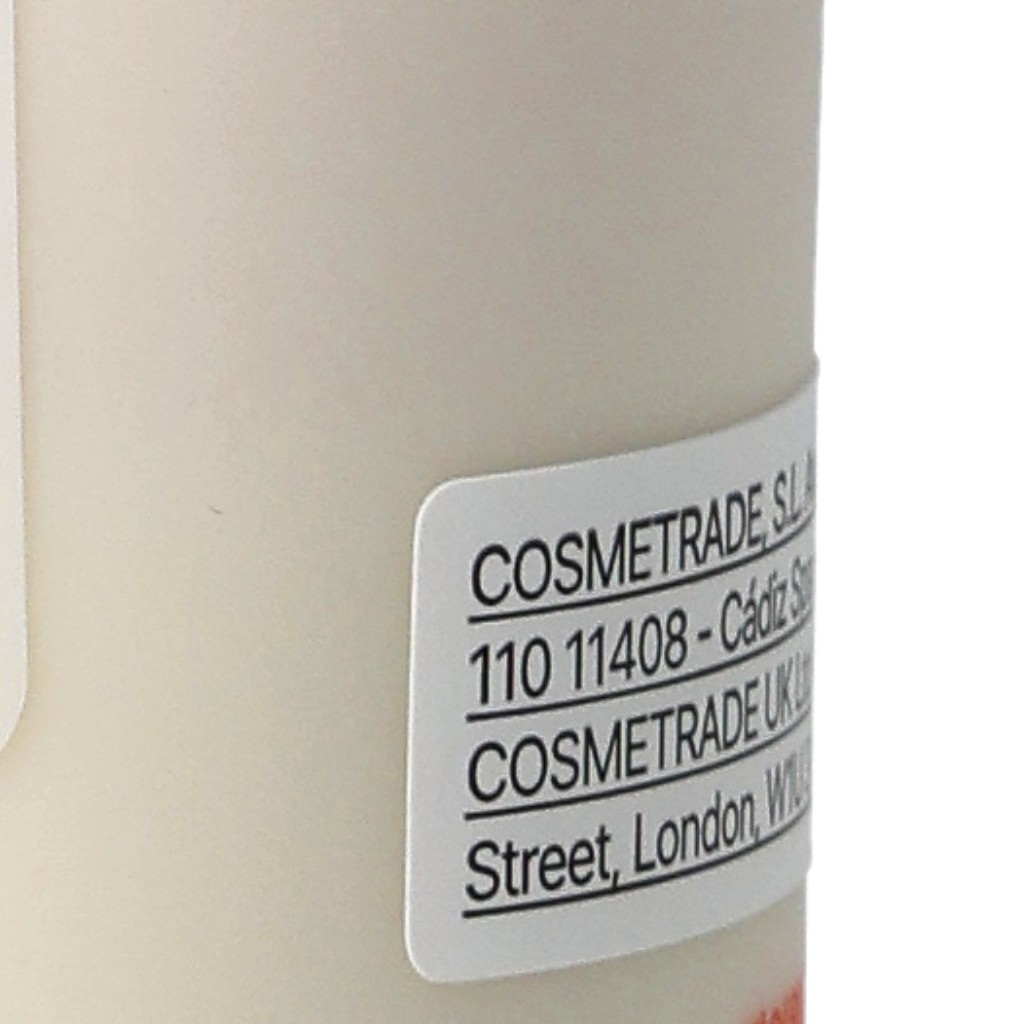 COSMETRADE, S.L.
110 11408 - Cádiz
COSMETRADE UK
Street, London,